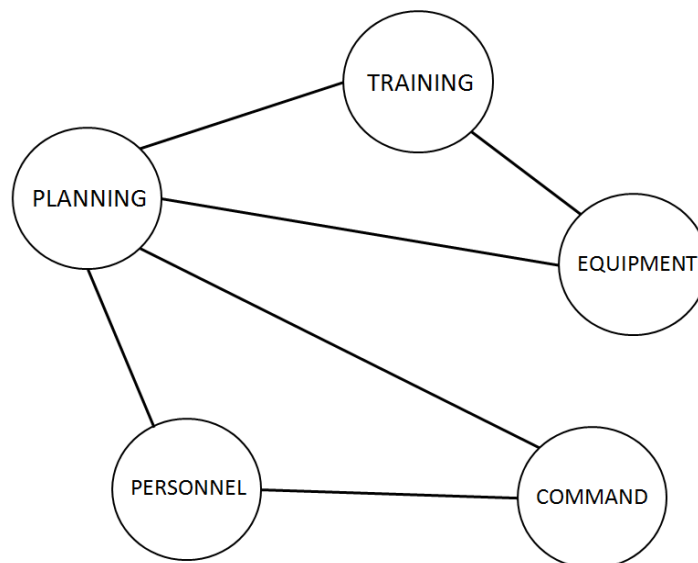 TRAINING
PLANNING
EQUIPMENT
PERSONNEL
COMMAND